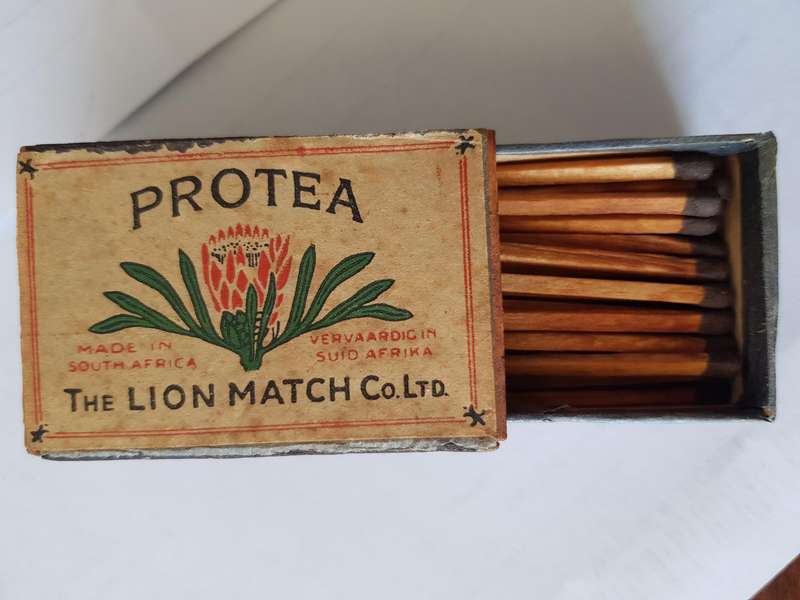 PROTEA
MADE IN
SOUTH AFRICA
VERVAARDIG IN
SUID AFRIKA
THE LION MATCH CO. LTD.